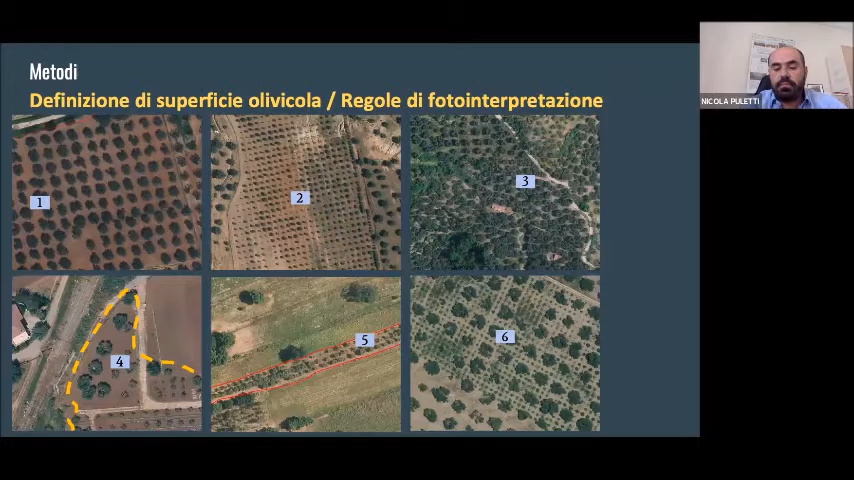 Metodi
Definizione di superficie olivicola / Regole di fotointerpretazione
NICOLA PULETTI
1
2
3
4
5
6